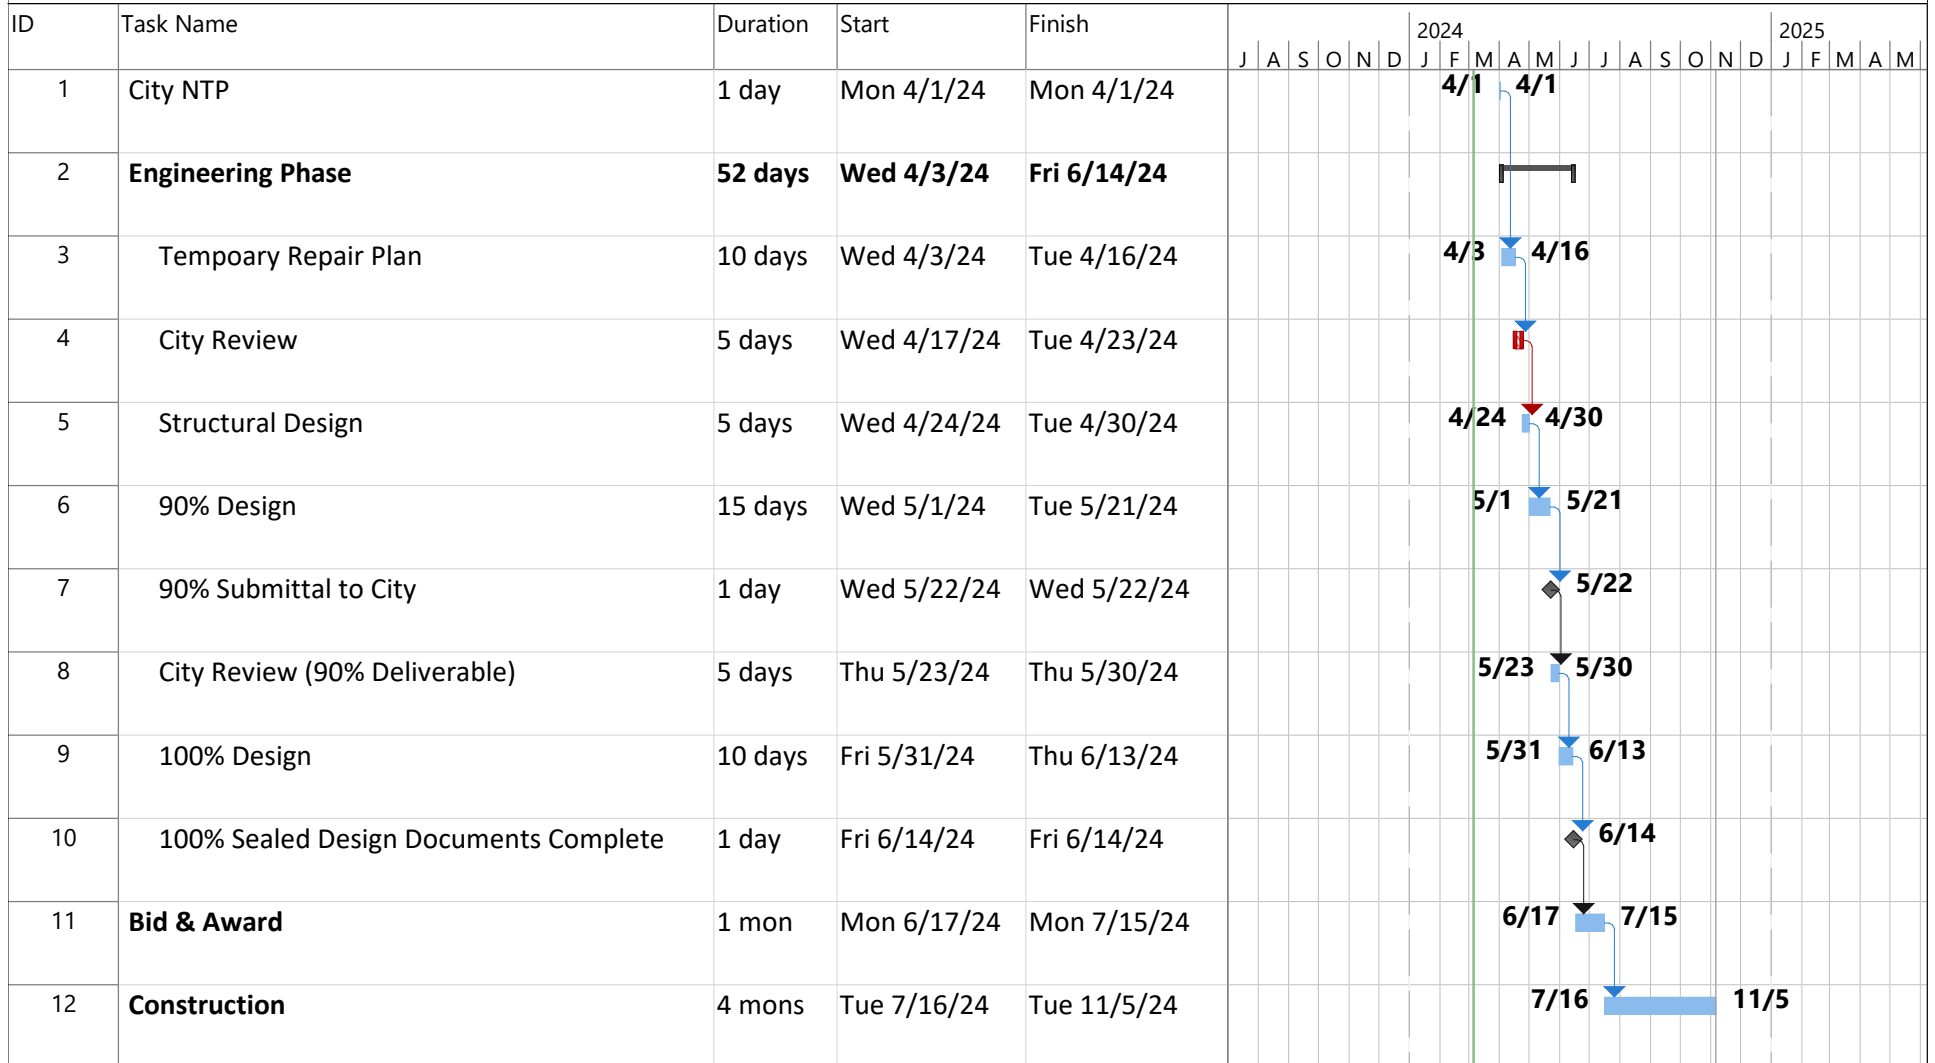 ID Task Name Duration Start Finish 2024 2025
J A S O N D J F M A M J J A S O N D J F M A M
1 City NTP 1 day Mon 4/1/24 Mon 4/1/24 4/1 4/1
2 Engineering Phase 52 days Wed 4/3/24 Fri 6/14/24
3 Tempoary Repair Plan 10 days Wed 4/3/24 Tue 4/16/24 4/3 4/16
4 City Review 5 days Wed 4/17/24 Tue 4/23/24
5 Structural Design 5 days Wed 4/24/24 Tue 4/30/24 4/24 4/30
6 90% Design 15 days Wed 5/1/24 Tue 5/21/24 5/1 5/21
7 90% Submittal to City 1 day Wed 5/22/24 Wed 5/22/24 5/22
8 City Review (90% Deliverable) 5 days Thu 5/23/24 Thu 5/30/24 5/23 5/30
9 100% Design 10 days Fri 5/31/24 Thu 6/13/24 5/31 6/13
10 100% Sealed Design Documents Complete 1 day Fri 6/14/24 Fri 6/14/24 6/14
11 Bid & Award 1 mon Mon 6/17/24 Mon 7/15/24 6/17 7/15
12 Construction 4 mons Tue 7/16/24 Tue 11/5/24 7/16 11/5